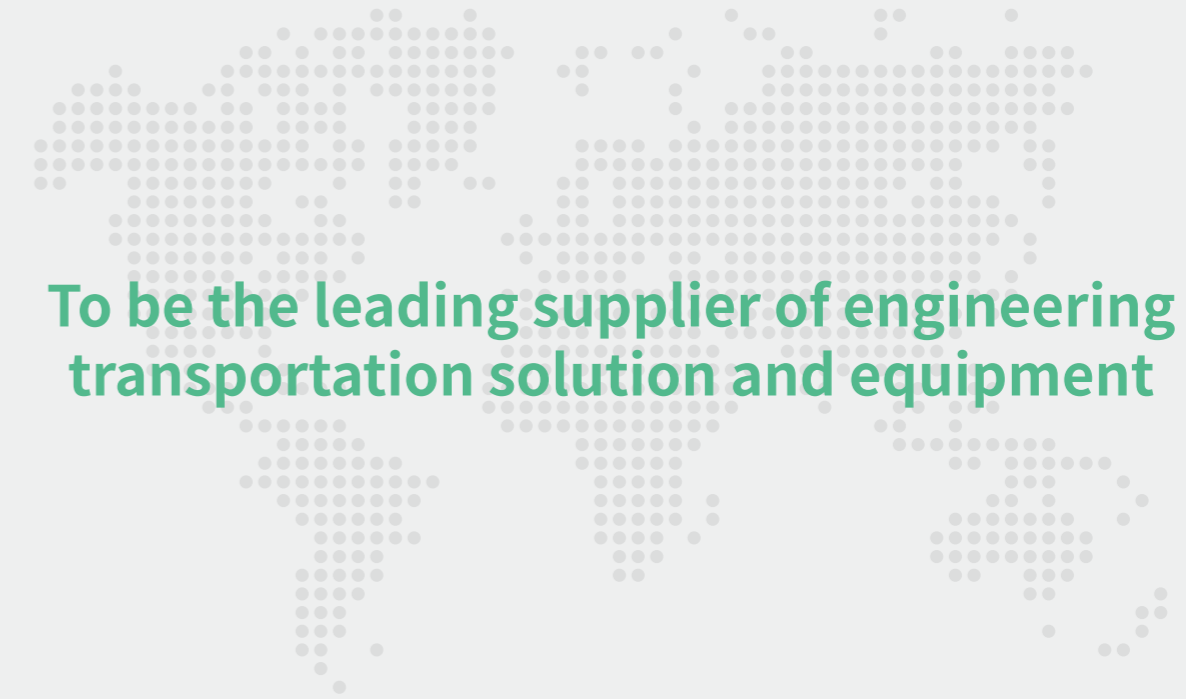 To be the leading supplier of engineering
transportation solution and equipment